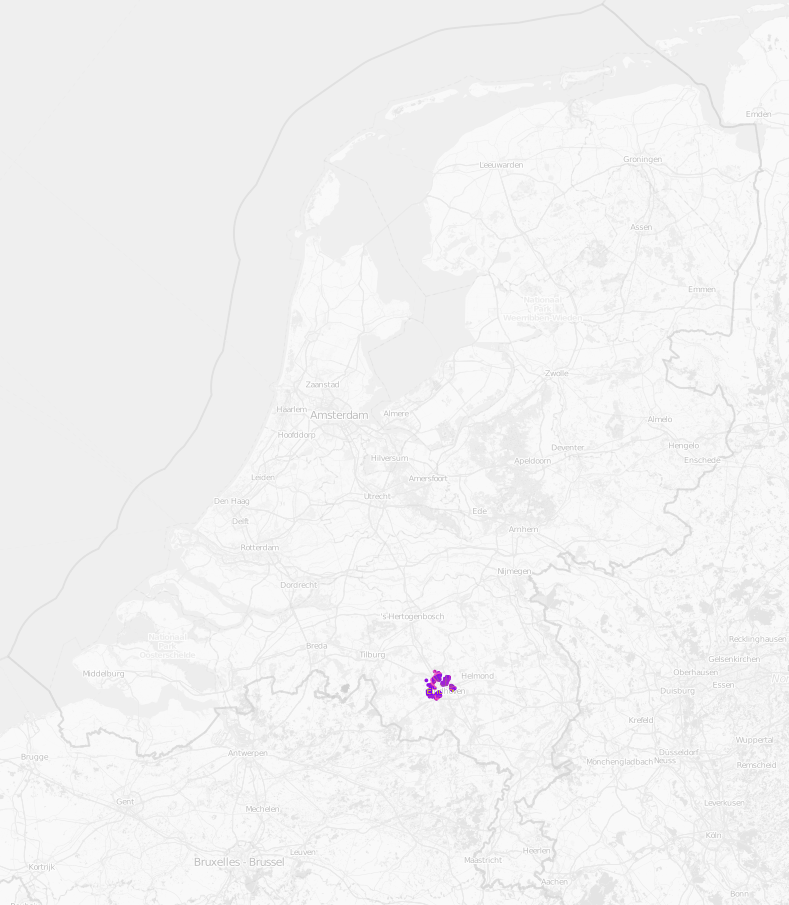 Emden
Leeuwarden
Groningen
Assen
Emmen
Nationaal
Park
Weerribben-Wieden
Zwolle
Zaanstad
Haarlem
Amsterdam
Almere
Hoofddorp
Almelo
Hengelo
Enschede
Deventer
Apeldoorn
Hilversum
Amersfoort
Leiden
Utrecht
Den Haag
Ede
Delft
Arnhem
Rotterdam
Nijmegen
Dordrecht
's-Hertogenbosch
Nationaal
Park
Oosterschelde
Breda
Tilburg
Recklinghausen
Gelsenkirchen
Middelburg
Helmond
Oberhausen
Essen
Duisburg
Krefeld
Wuppertal
Düsseldorf
Brugge
Antwerpen
Mönchengladbach
Neuss
Remscheid
Gent
Mechelen
Leverkusen
Köln
Leuven
Heerlen
Bruxelles - Brussel
Maastricht
Kortrijk
Aachen
Bonn